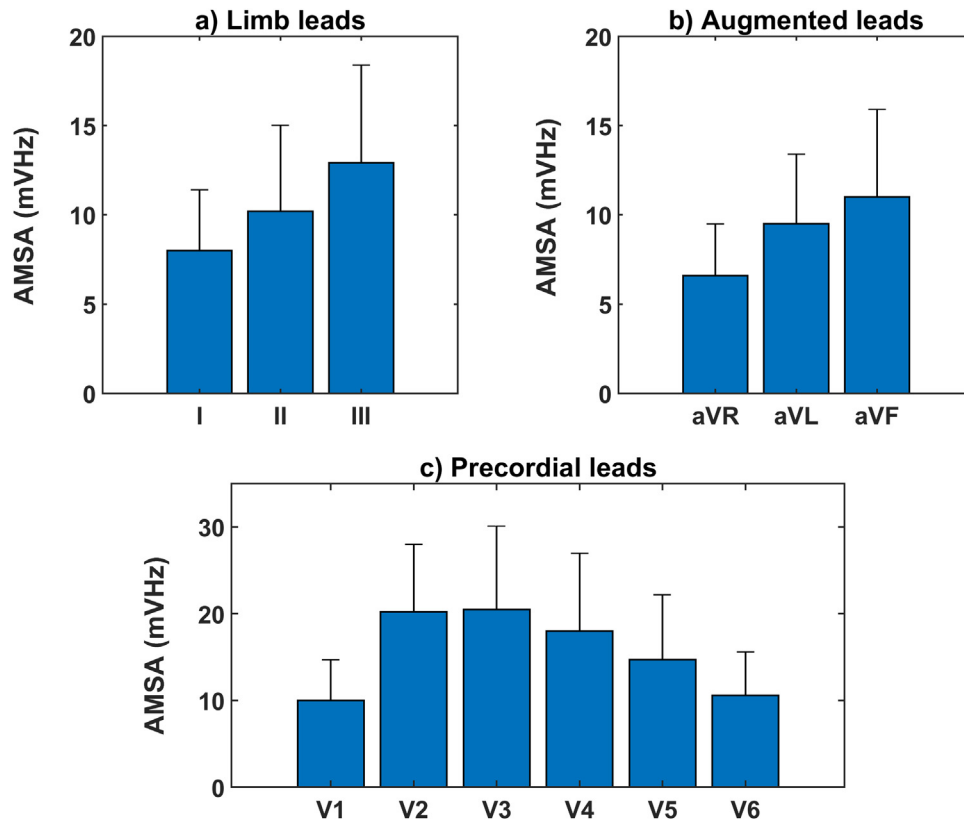 a) Limb leads
20
15
10
5
0
AMSA (mVHz)
I II III
b) Augmented leads
20
15
10
5
0
AMSA (mVHz)
aVR aVL aVF
c) Precordial leads
30
20
10
0
AMSA (mVHz)
V1 V2 V3 V4 V5 V6